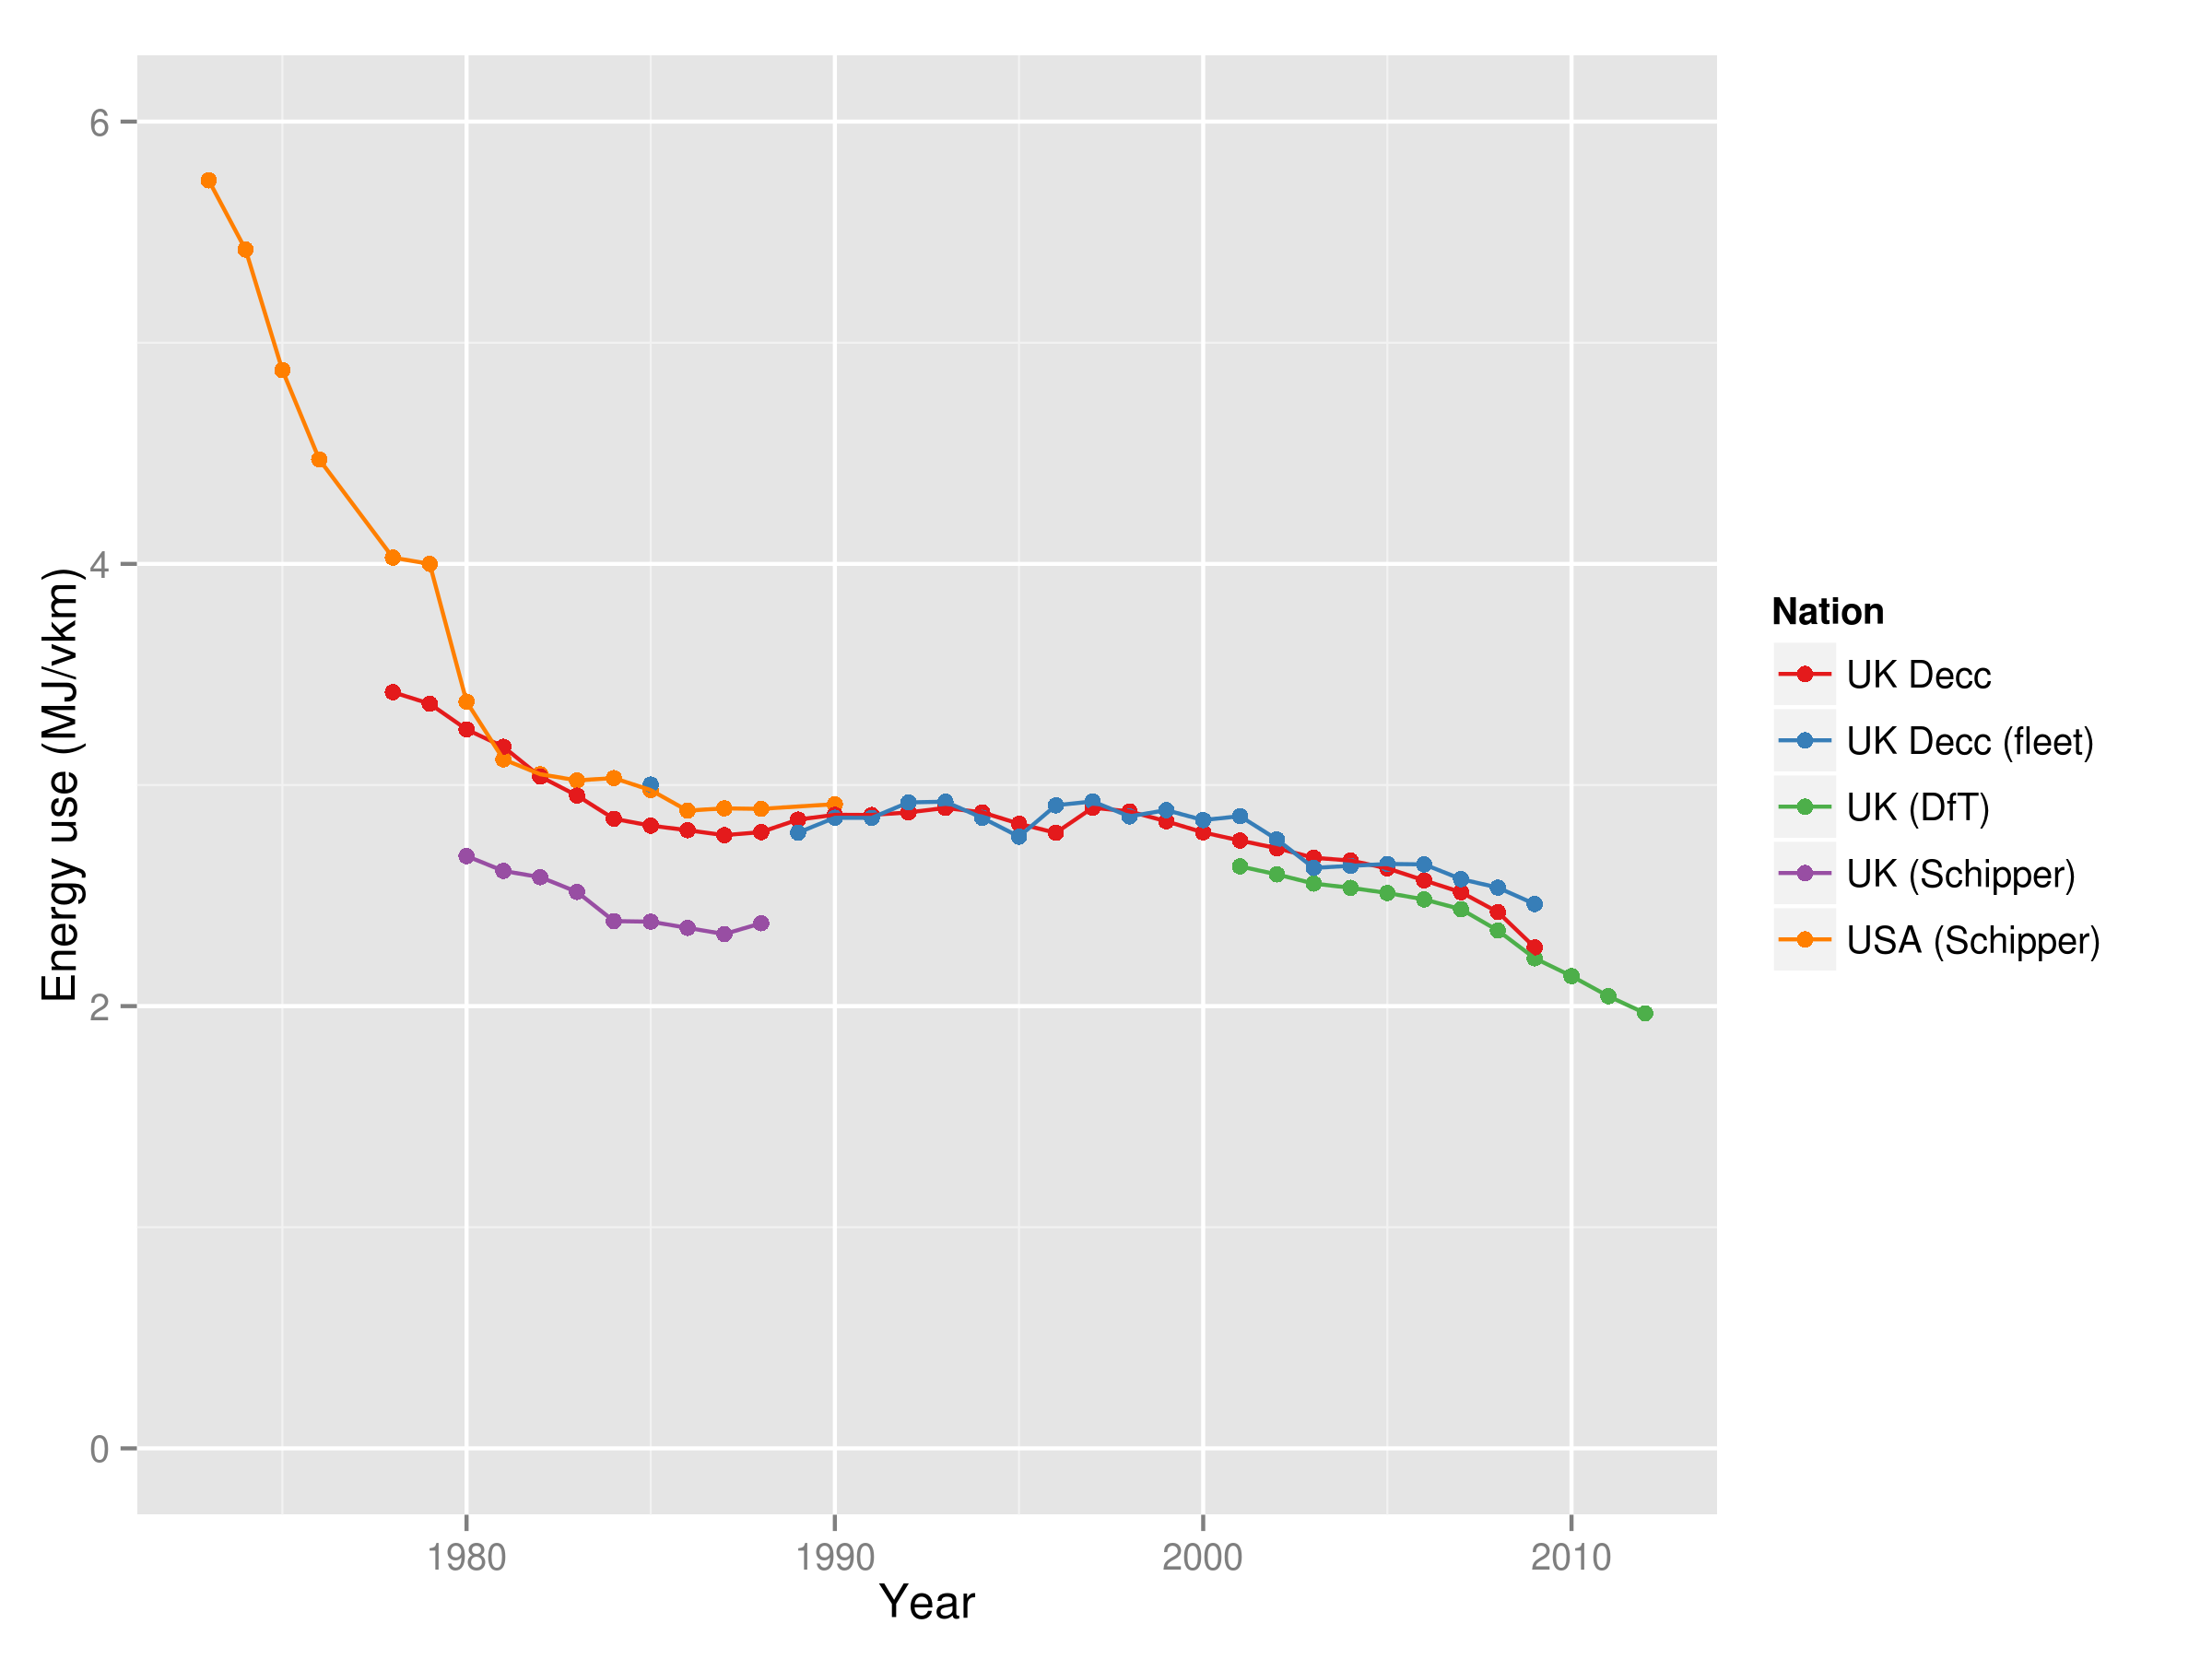 Energy use (MJ/vkm)
6
4
2
0
1980 1990 2000 2010
Year
Nation
UK Decc
UK Decc (fleet)
UK (DfT)
UK (Schipper)
USA (Schipper)